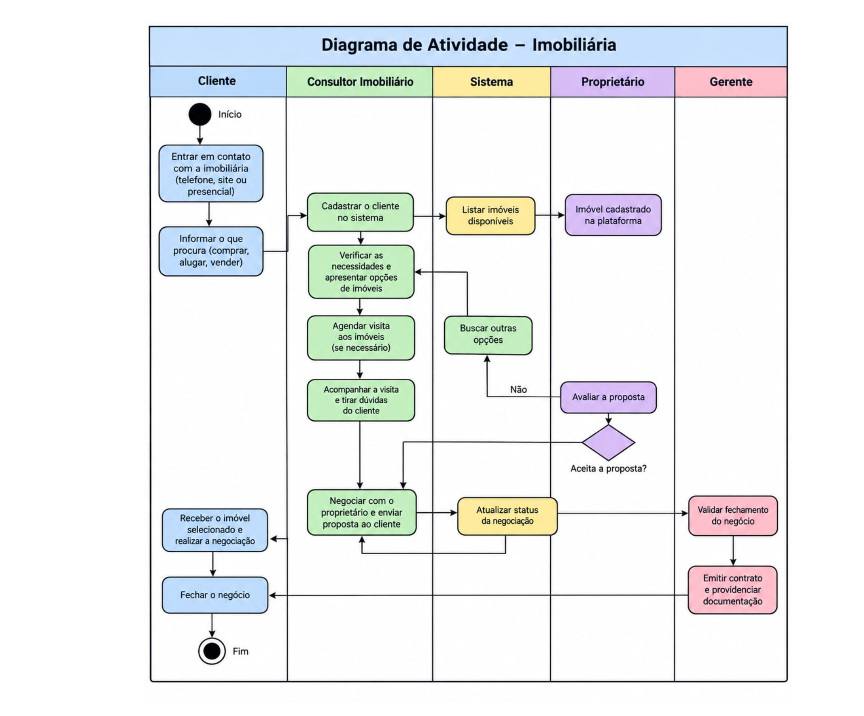 Diagrama de Atividade – Imobiliária
Cliente
Consultor Imobiliário
Sistema
Proprietário
Gerente
Início
Entrar em contato
com a imobiliária
(telefone, site ou
presencial)
Informar o que
procura (comprar,
alugar, vender)
Cadastrar o cliente
no sistema
Listar imóveis
disponíveis
Imóvel cadastrado
na plataforma
Verificar as
necessidades e
apresentar opções
de imóveis
Agendar visita
aos imóveis
(se necessário)
Buscar outras
opções
Acompanhar a visita
e tirar dúvidas
do cliente
Não
Avaliar a proposta
Aceita a proposta?
Negociar com o
proprietário e enviar
proposta ao cliente
Atualizar status
da negociação
Validar fechamento
do negócio
Receber o imóvel
selecionado e
realizar a negociação
Emitir contrato
e providenciar
documentação
Fechar o negócio
Fim